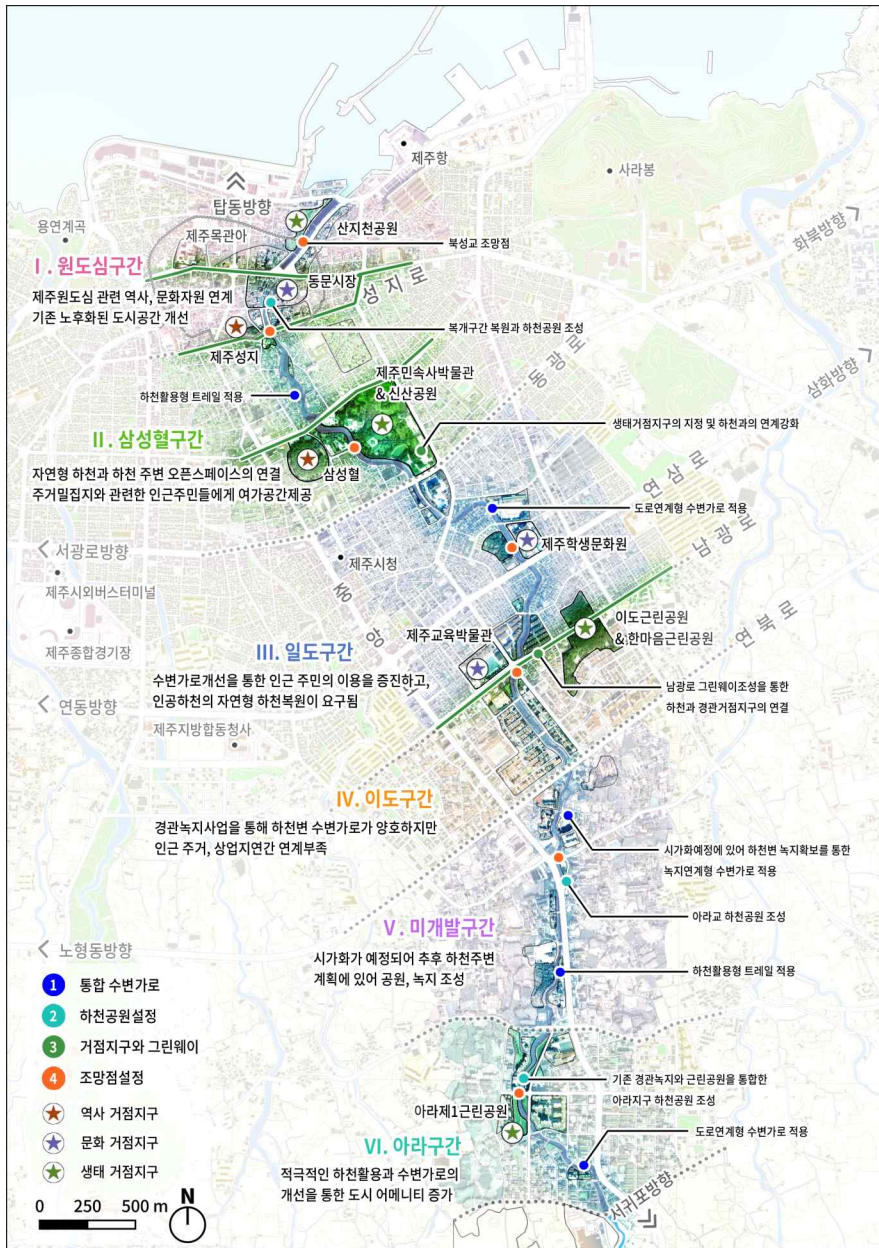 제주항
사라봉
탑동방향
용연계곡
제주목관아
산지천공원
북성교 조망점
화북방향
I. 원도심구간
제주원도심 관련 역사, 문화자원 연계
기존 노후화된 도시공간 개선
동문시장
성지로
복개구간 복원과 하천공원 조성
제주성지
동광로
삼화방향
하천활용형 트레일 적용
제주민속사박물관
& 신산공원
II. 삼성혈구간
생태거점지구의 지정 및 하천과의 연계강화
자연형 하천과 하천 주변 오픈스페이스의 연결
주거밀집지와 관련한 인근주민들에게 여가공간제공
삼성혈
연삼로
도로연계형 수변가로 적용
서광로방향
제주시청
제주학생문화원
남광로
제주시외버스터미널
중앙
제주종합경기장
제주교육박물관
이도근린공원
& 한마음근린공원
연북로
III. 일도구간
수변가로개선을 통한 인근 주민의 이용을 증진하고,
인공하천의 자연형 하천복원이 요구됨
남광로 그린웨이조성을 통한
하천과 경관거점지구의 연결
연동방향
제주지방합동청사
IV. 이도구간
경관녹지사업을 통해 하천변 수변가로가 양호하지만
인근 주거, 상업지연간 연계부족
시가화예정에 있어 하천변 녹지확보를 통한
녹지연계형 수변가로 적용
아라교 하천공원 조성
V. 미개발구간
시가화가 예정되어 추후 하천주변
계획에 있어 공원, 녹지 조성
하천활용형 트레일 적용
노형동방향
1 통합 수변가로
2 하천공원설정
3 거점지구와 그린웨이
4 조망점설정
역사 거점지구
문화 거점지구
생태 거점지구
기존 경관녹지와 근린공원을 통합한
아라지구 하천공원 조성
아라제1근린공원
VI. 아라구간
적극적인 하천활용과 수변가로의
개선을 통한 도시 어메니티 증가
도로연계형 수변가로 적용
서귀포방향
0 250 500 m
N